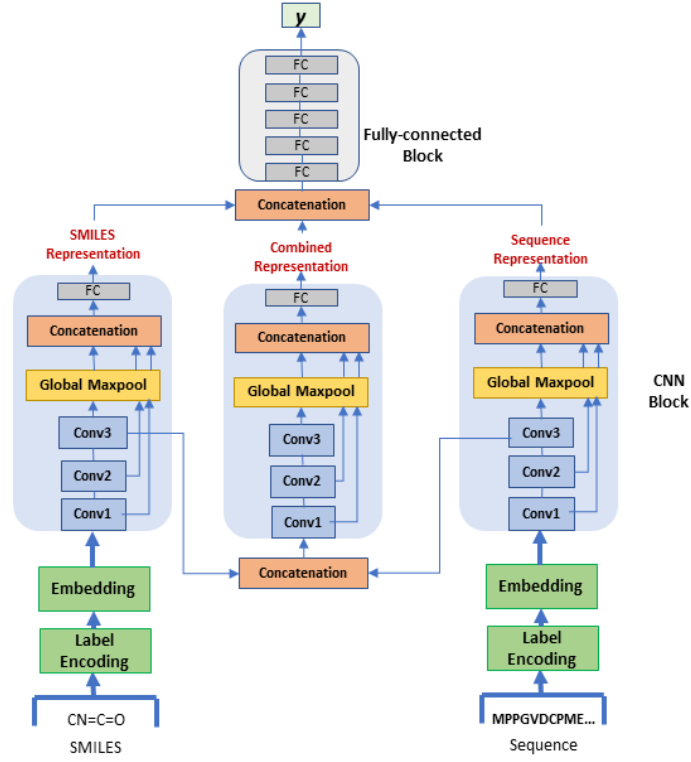 y
FC
FC
FC
FC
FC
Fully-connected
Block
Concatenation
SMILES
Representation
Combined
Representation
Sequence
Representation
FC
Concatenation
Global Maxpool
Conv3
Conv2
Conv1
FC
Concatenation
Global Maxpool
Conv3
Conv2
Conv1
FC
Concatenation
Global Maxpool
Conv3
Conv2
Conv1
CNN
Block
Concatenation
Embedding
Label
Encoding
CN=C=O
SMILES
Embedding
Label
Encoding
MPPGVDCPME...
Sequence